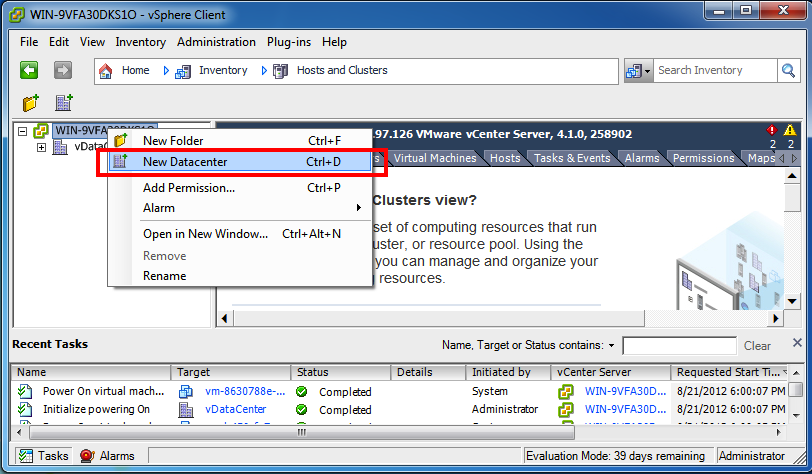 WIN-9VFA30DKS1O - vSphere Client
File Edit View Inventory Administration Plug-ins Help
Home Inventory Hosts and Clusters Search Inventory
WIN-9VFA30DKS1O
.97.126 VMware vCenter Server, 4.1.0, 258902
2 2
Virtual Machines Hosts Tasks & Events Alarms Permissions Maps
New Folder Ctrl+F
New Datacenter Ctrl+D
Add Permission... Ctrl+P
Alarm
Open in New Window... Ctrl+Alt+N
Remove
Rename
Clusters view?
set of computing resources that run
or resource pool. Using the
you can manage and organize your
resources.
Recent Tasks Name, Target or Status contains: Clear
Name Target Status Details Initiated by vCenter Server Requested Start Ti...
Power On virtual mach... vm-8630788e-... Completed System WIN-9VFA30D... 8/21/2012 6:00:07 PM
Initialize powering On vDataCenter Completed Administrator WIN-9VFA30D... 8/21/2012 6:00:07 PM
Tasks Alarms Evaluation Mode: 39 days remaining Administrator